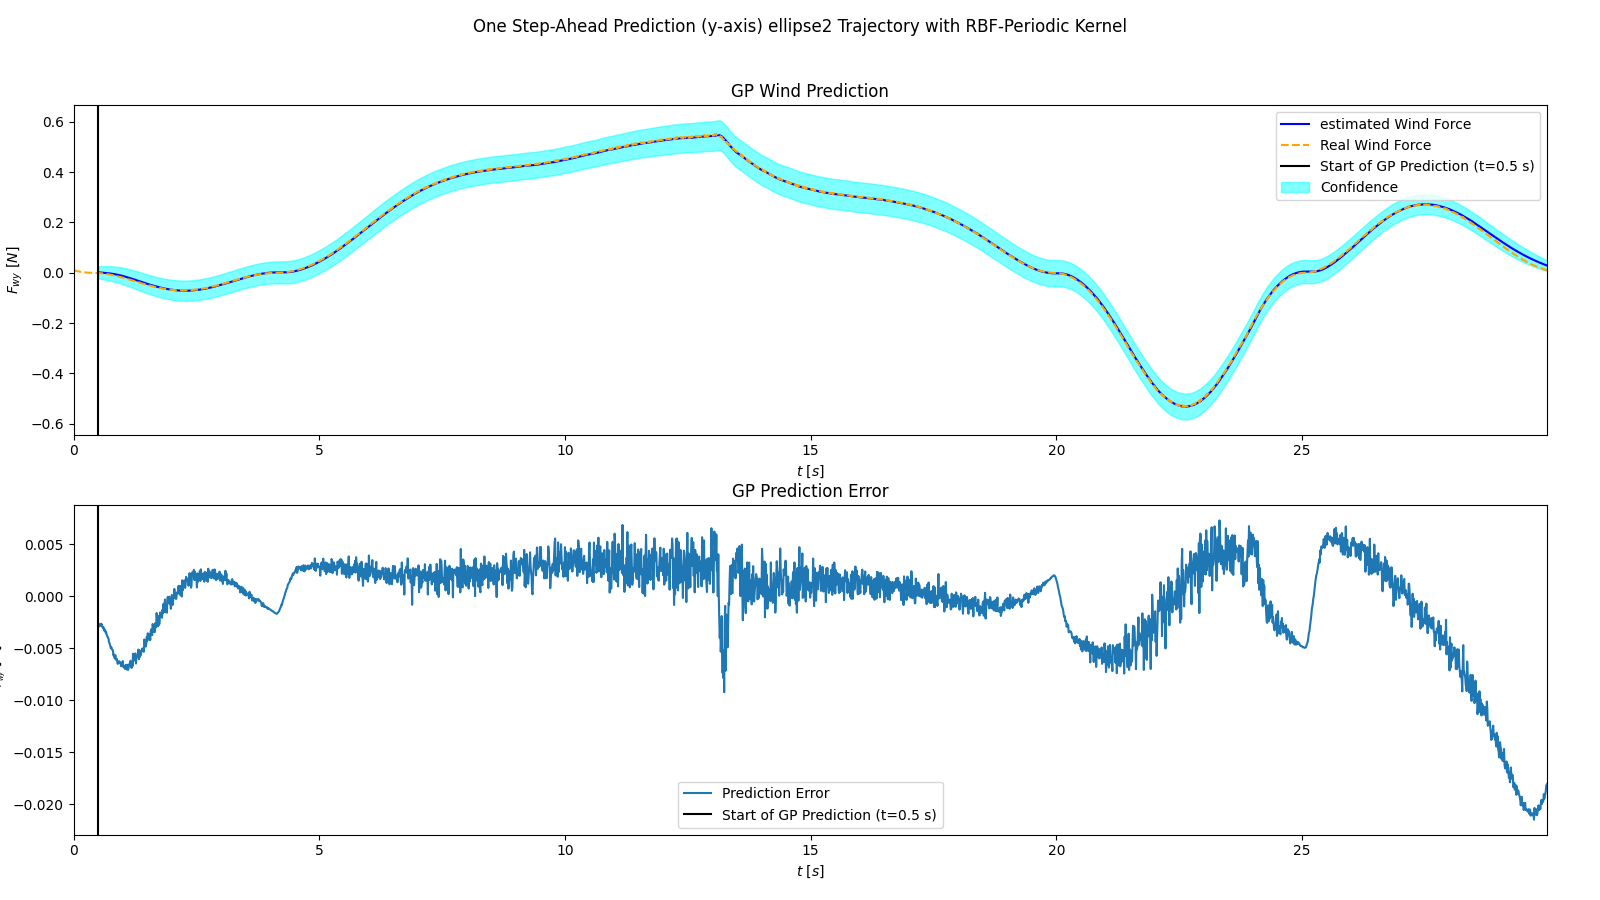 One Step-Ahead Prediction (y-axis) ellipse2 Trajectory with RBF-Periodic Kernel
GP Wind Prediction
0.6
0.4
0.2
0.0
−0.2
−0.4
−0.6
F_wy [N]
estimated Wind Force
Real Wind Force
Start of GP Prediction (t=0.5 s)
Confidence
0 5 10 15 20 25
t [s]
GP Prediction Error
0.005
0.000
−0.005
−0.010
−0.015
−0.020
Prediction Error
Start of GP Prediction (t=0.5 s)
0 5 10 15 20 25
t [s]